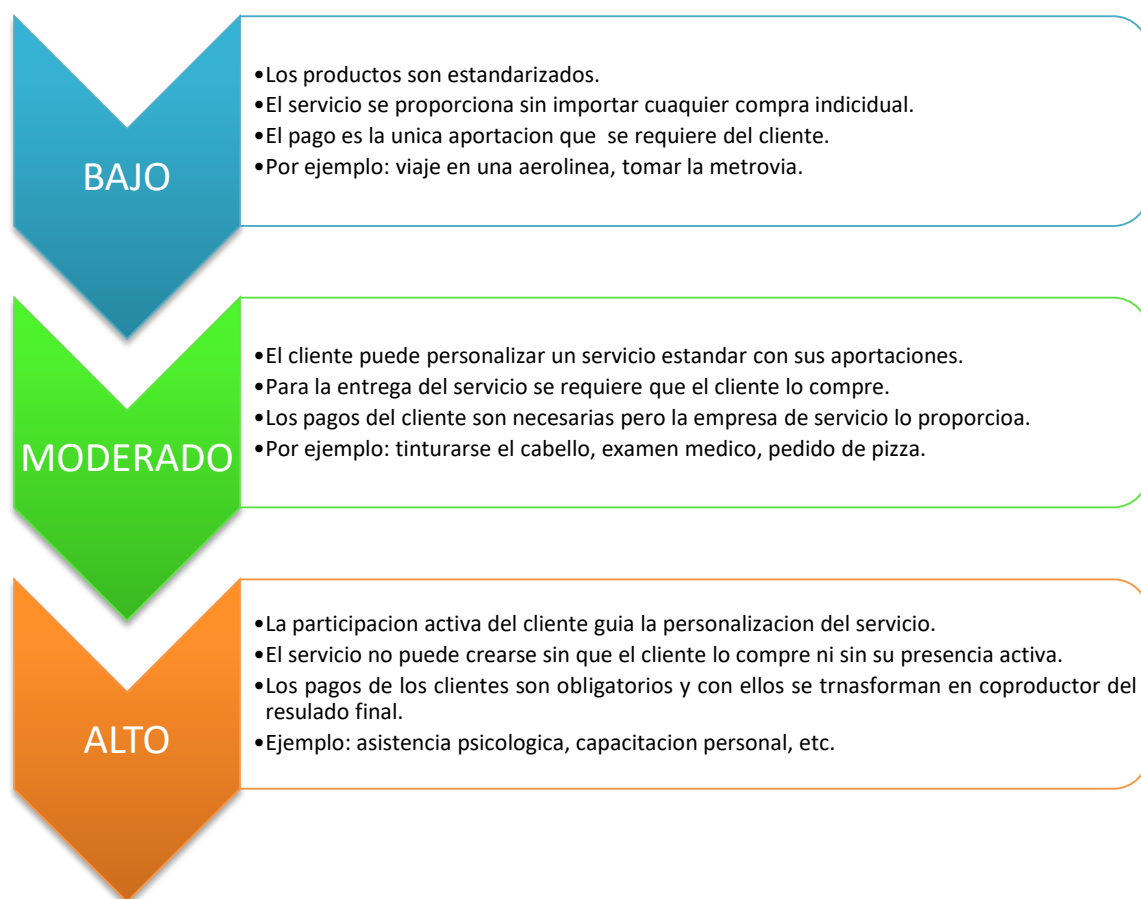 BAJO
•Los productos son estandarizados.
•El servicio se proporciona sin importar cuaquier compra indicidual.
•El pago es la unica aportacion que  se requiere del cliente.
•Por ejemplo: viaje en una aerolinea, tomar la metrovia.
MODERADO
•El cliente puede personalizar un servicio estandar con sus aportaciones.
•Para la entrega del servicio se requiere que el cliente lo compre.
•Los pagos del cliente son necesarias pero la empresa de servicio lo proporcioa.
•Por ejemplo: tinturarse el cabello, examen medico, pedido de pizza.
ALTO
•La participacion activa del cliente guia la personalizacion del servicio.
•El servicio no puede crearse sin que el cliente lo compre ni sin su presencia activa.
•Los pagos de los clientes son obligatorios y con ellos se trnasforman en coproductor del
resulado final.
•Ejemplo: asistencia psicologica, capacitacion personal, etc.